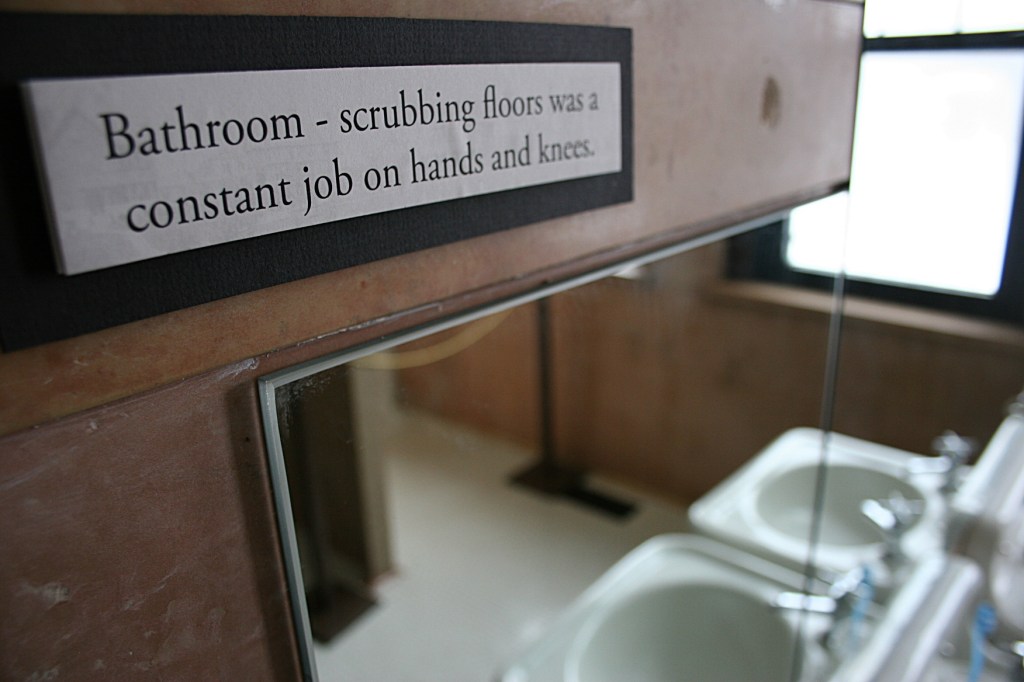 Bathroom - scrubbing floors was a
constant job on hands and knees.